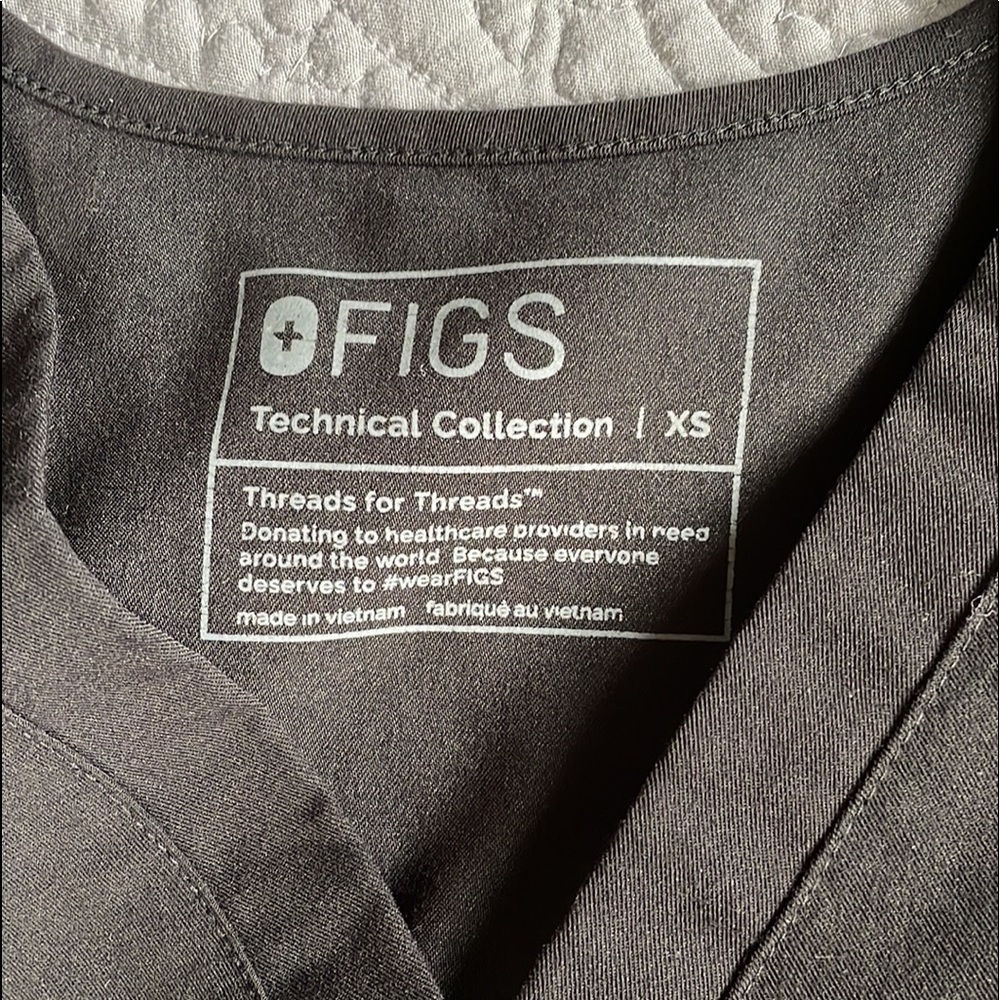 FIGS
Technical Collection | XS
Threads for Threads™
Donating to healthcare providers in need
around the world Because everyone
deserves to #wearFIGS
made in vietnam fabriqué au vietnam